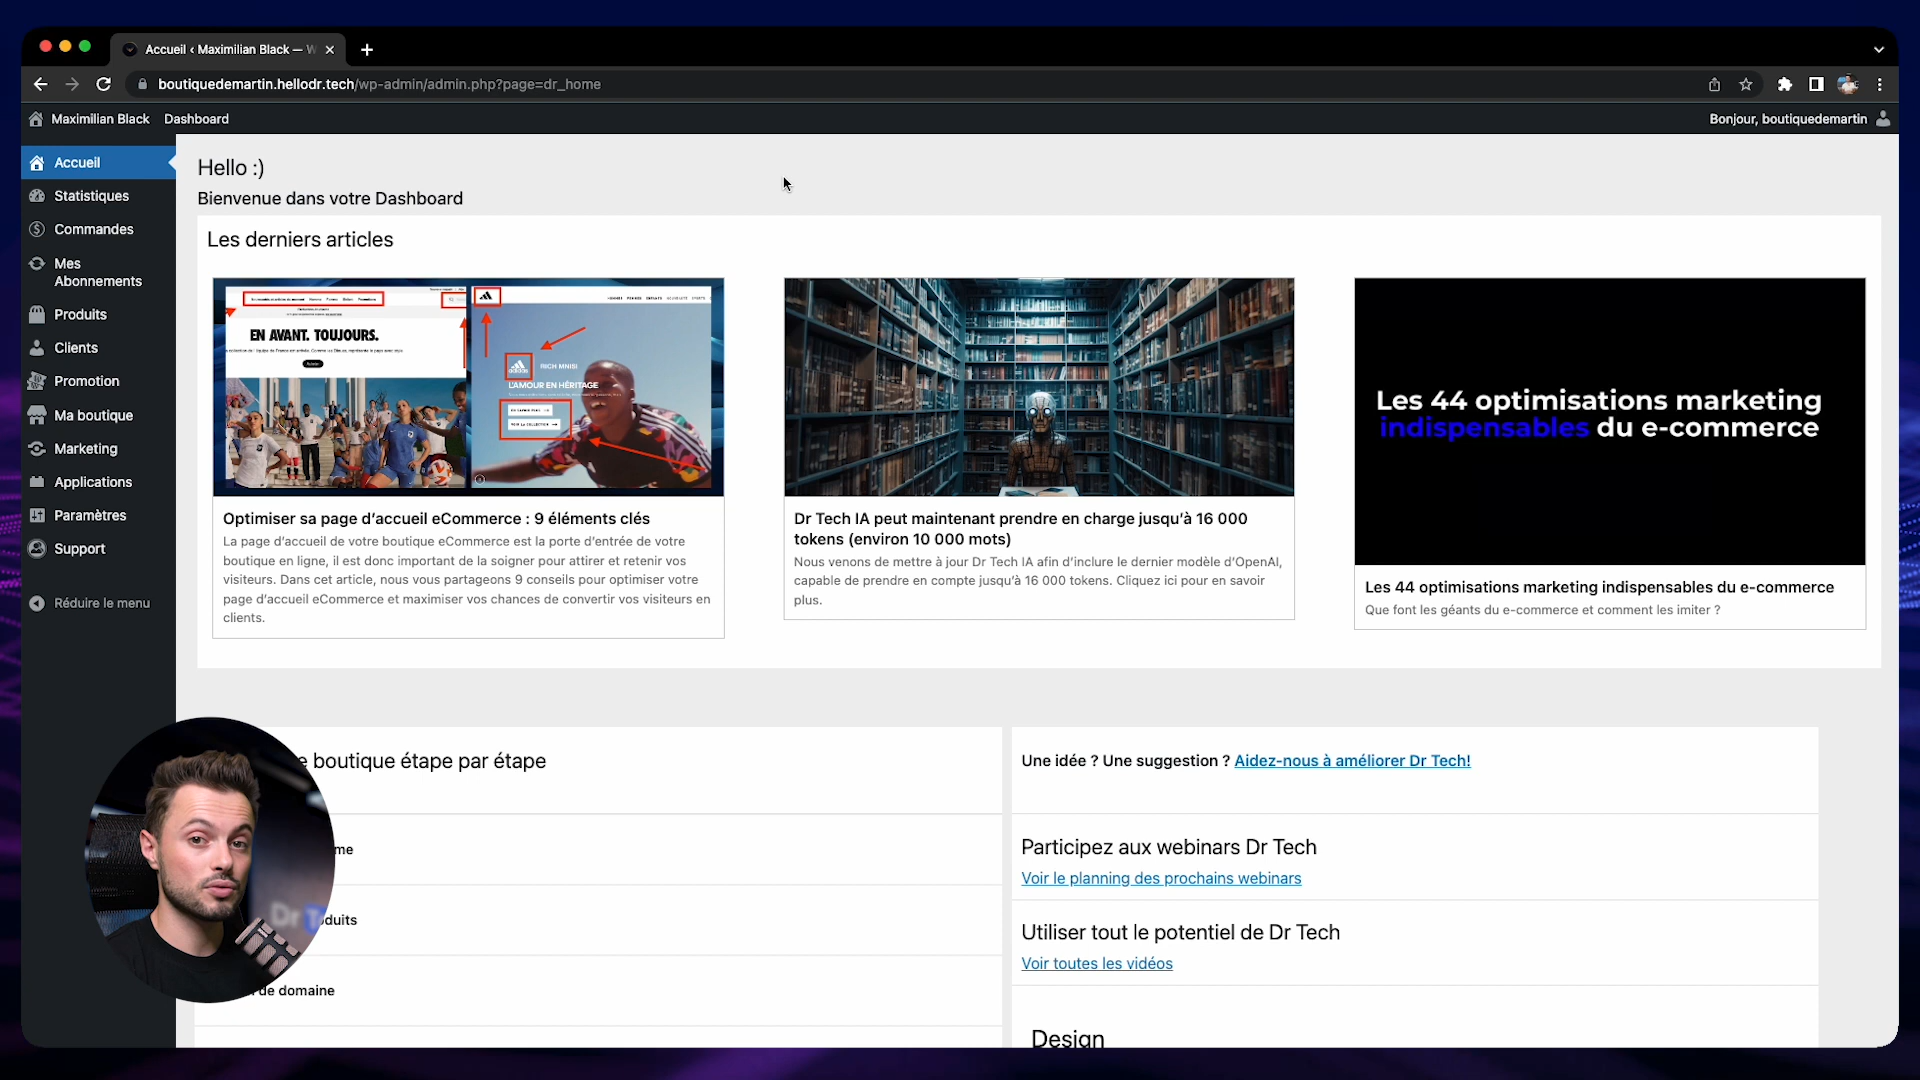 Accueil ‹ Maximilian Black — W
boutiquedemartin.hellodr.tech/wp-admin/admin.php?page=dr_home
Maximilian Black Dashboard
Bonjour, boutiquedemartin
Accueil
Statistiques
Commandes
Mes
Abonnements
Produits
Clients
Promotion
Ma boutique
Marketing
Applications
Paramètres
Support
Réduire le menu
Hello :)
Bienvenue dans votre Dashboard
Les derniers articles
EN AVANT. TOUJOURS.
adidas
RICH MNISI
L'AMOUR EN HÉRITAGE
Optimiser sa page d'accueil eCommerce : 9 éléments clés
La page d'accueil de votre boutique eCommerce est la porte d'entrée de votre
boutique en ligne, il est donc important de la soigner pour attirer et retenir vos
visiteurs. Dans cet article, nous vous partageons 9 conseils pour optimiser votre
page d'accueil eCommerce et maximiser vos chances de convertir vos visiteurs en
clients.
Dr Tech IA peut maintenant prendre en charge jusqu'à 16 000
tokens (environ 10 000 mots)
Nous venons de mettre à jour Dr Tech IA afin d'inclure le dernier modèle d'OpenAI,
capable de prendre en compte jusqu'à 16 000 tokens. Cliquez ici pour en savoir
plus.
Les 44 optimisations marketing
indispensables du e-commerce
Les 44 optimisations marketing indispensables du e-commerce
Que font les géants du e-commerce et comment les imiter ?
e boutique étape par étape
me
duits
de domaine
Dr T
Une idée ? Une suggestion ? Aidez-nous à améliorer Dr Tech!
Participez aux webinars Dr Tech
Voir le planning des prochains webinars
Utiliser tout le potentiel de Dr Tech
Voir toutes les vidéos
Design